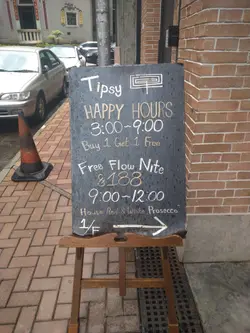 Tipsy
HAPPY HOURS
3:00-9:00
Buy 1 Get 1 Free
Free Flow Nite
$188
9:00-12:00
House Red & White Prosecco
1/F